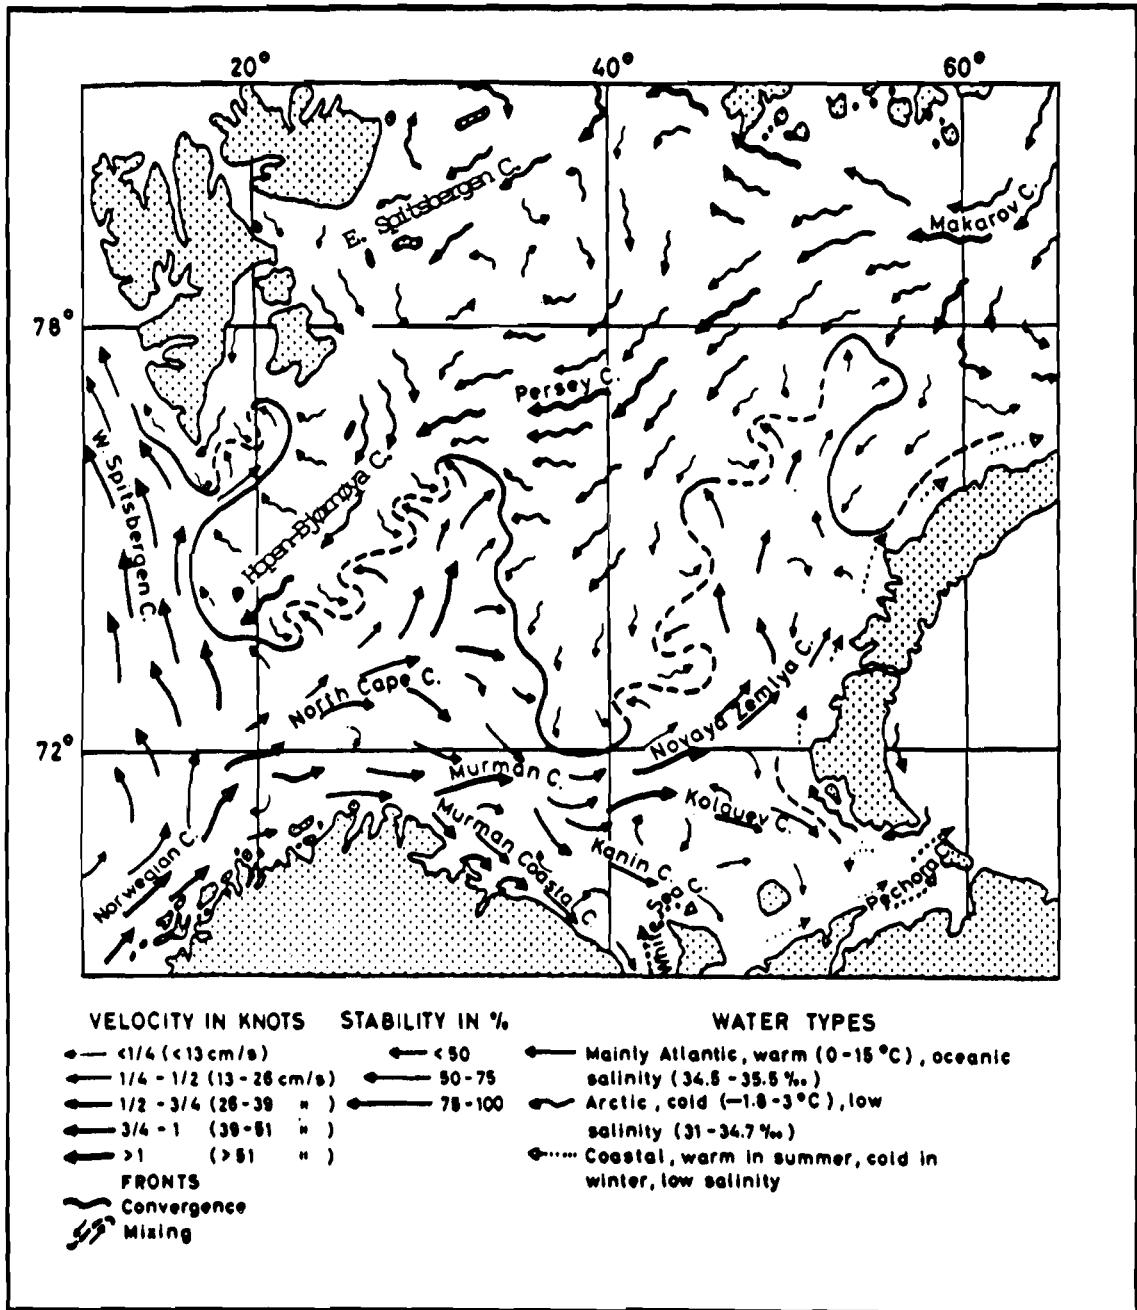 20° 40° 60°
E. Spitsbergen C.
Makarov C.
78°
Persey C.
W. Spitsbergen C.
Hopen-Bjørnøya C.
North Cape C.
Novaya Zemlya C.
72°
Murman C.
Kolguev C.
Murman Coastal C.
Kanin C.
Norwegian C.
White Sea C.
Pechora C.
VELOCITY IN KNOTS
<1/4 (<13 cm/s)
1/4 - 1/2 (13-26 cm/s)
1/2 - 3/4 (26-39 " )
3/4 - 1 (39-51 " )
>1 (>51 " )
FRONTS
Convergence
Mixing
STABILITY IN %
<50
50-75
75-100
WATER TYPES
Mainly Atlantic, warm (0-15 °C), oceanic
salinity (34.5-35.5 ‰)
Arctic, cold (-1.8-3°C), low
salinity (31-34.7 ‰)
Coastal, warm in summer, cold in
winter, low salinity